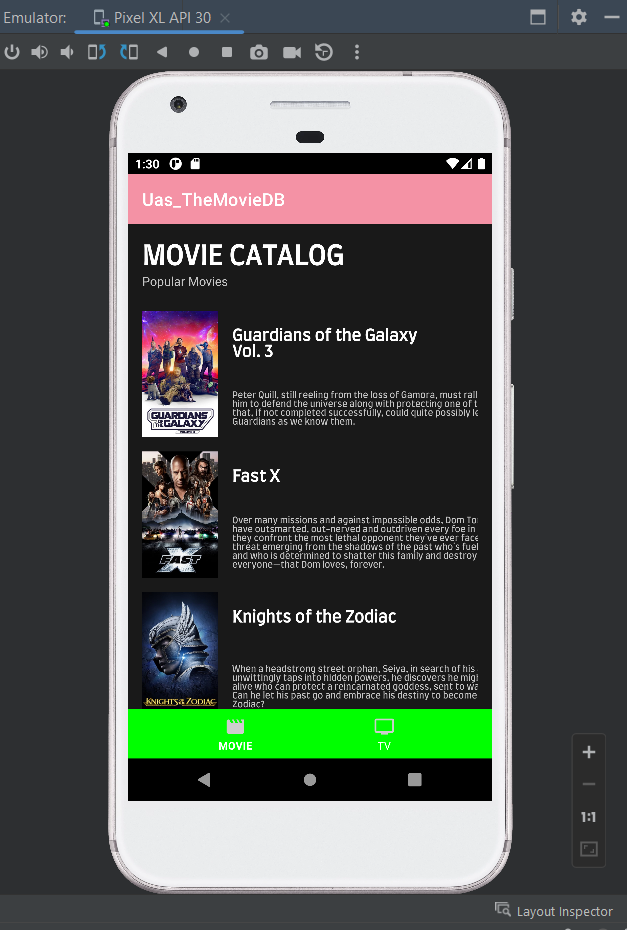 Emulator: Pixel XL API 30
1:30
Uas_TheMovieDB
MOVIE CATALOG
Popular Movies
GUARDIANS
OF THE GALAXY
Guardians of the Galaxy
Vol. 3
Peter Quill, still reeling from the loss of Gamora, must rall
him to defend the universe along with protecting one of t
that, if not completed successfully, could quite possibly le
Guardians as we know them.
FAST
X
Fast X
Over many missions and against impossible odds, Dom To
have outsmarted, out-nerved and outdriven every foe in
they confront the most lethal opponent they've ever face
threat emerging from the shadows of the past who's fuel
and who is determined to shatter this family and destroy
everyone—that Dom loves, forever.
KNIGHTS OF THE ZODIAC
Knights of the Zodiac
When a headstrong street orphan, Seiya, in search of his
unwittingly taps into hidden powers, he discovers he migh
alive who can protect a reincarnated goddess, sent to wa
Can he let his past go and embrace his destiny to become
Zodiac?
MOVIE
TV
1:1
Layout Inspector